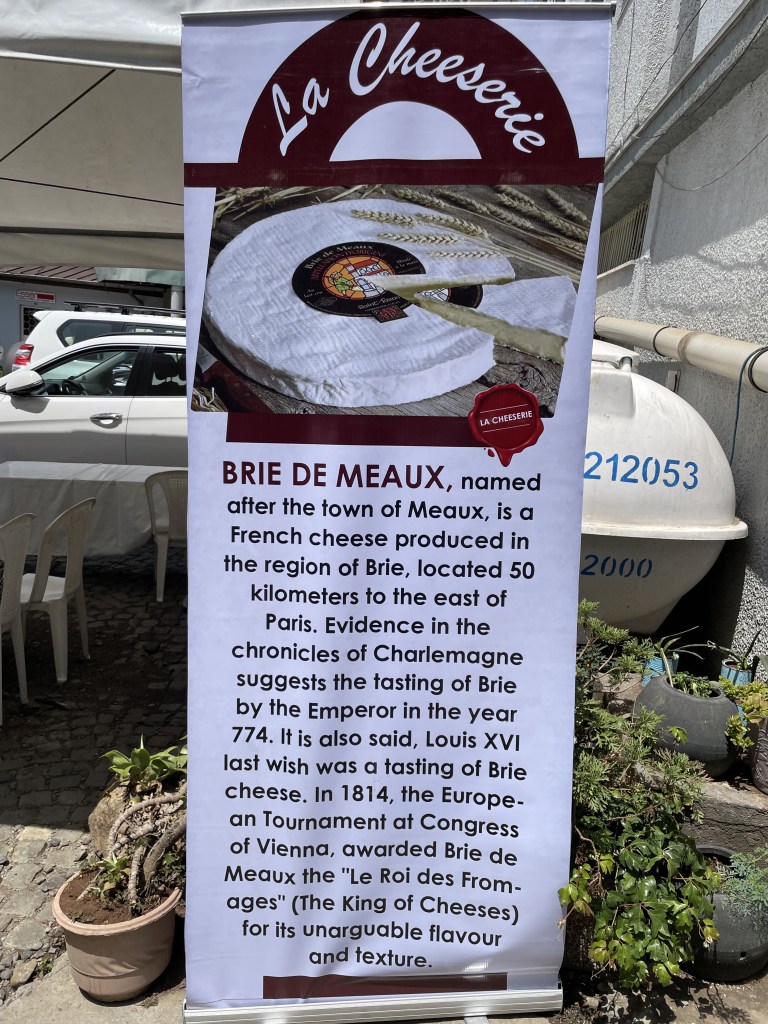 La Cheeserie
Brie de Meaux
LA CHEESERIE
BRIE DE MEAUX, named
after the town of Meaux, is a
French cheese produced in
the region of Brie, located 50
kilometers to the east of
Paris. Evidence in the
chronicles of Charlemagne
suggests the tasting of Brie
by the Emperor in the year
774. It is also said, Louis XVI
last wish was a tasting of Brie
cheese. In 1814, the Europe-
an Tournament at Congress
of Vienna, awarded Brie de
Meaux the "Le Roi des From-
ages" (The King of Cheeses)
for its unarguable flavour
and texture.
212053
2000